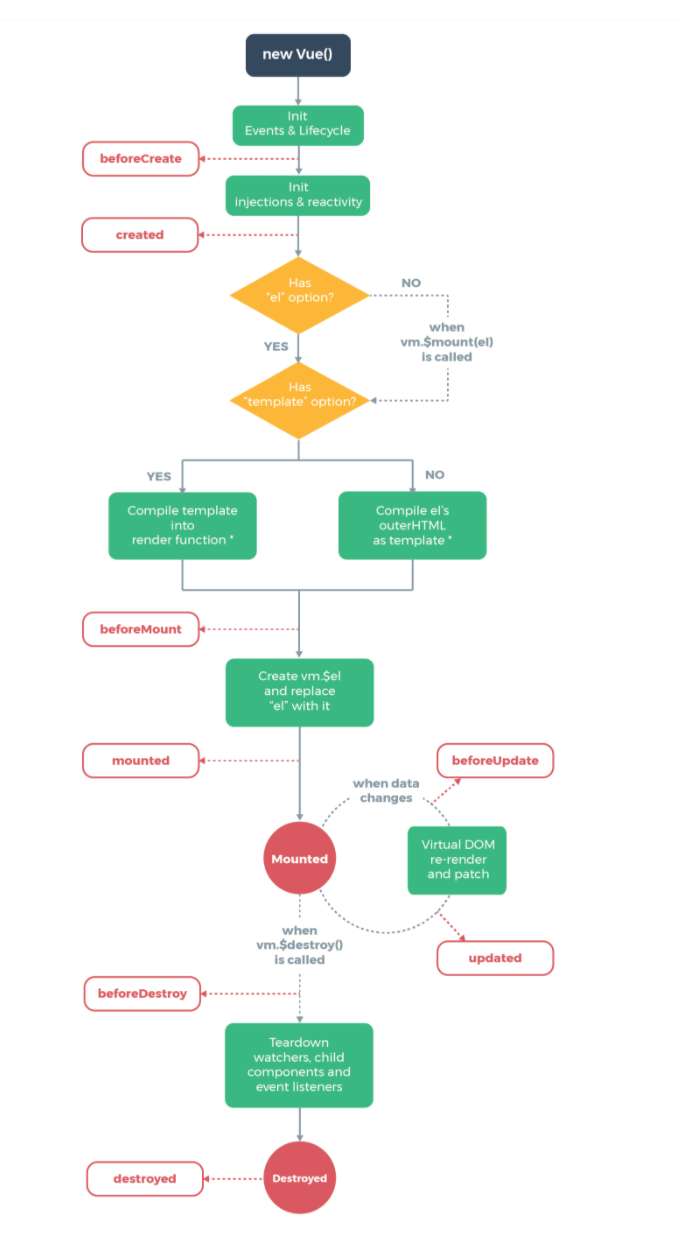 new Vue()
Init
Events & Lifecycle
beforeCreate
Init
injections & reactivity
created
Has
"el" option?
NO
when
vm.$mount(el)
is called
YES
Has
"template" option?
YES
NO
Compile template
into
render function *
Compile el's
outerHTML
as template *
beforeMount
Create vm.$el
and replace
"el" with it
mounted
beforeUpdate
when data
changes
Mounted
Virtual DOM
re-render
and patch
when
vm.$destroy()
is called
updated
beforeDestroy
Teardown
watchers, child
components and
event listeners
destroyed
Destroyed